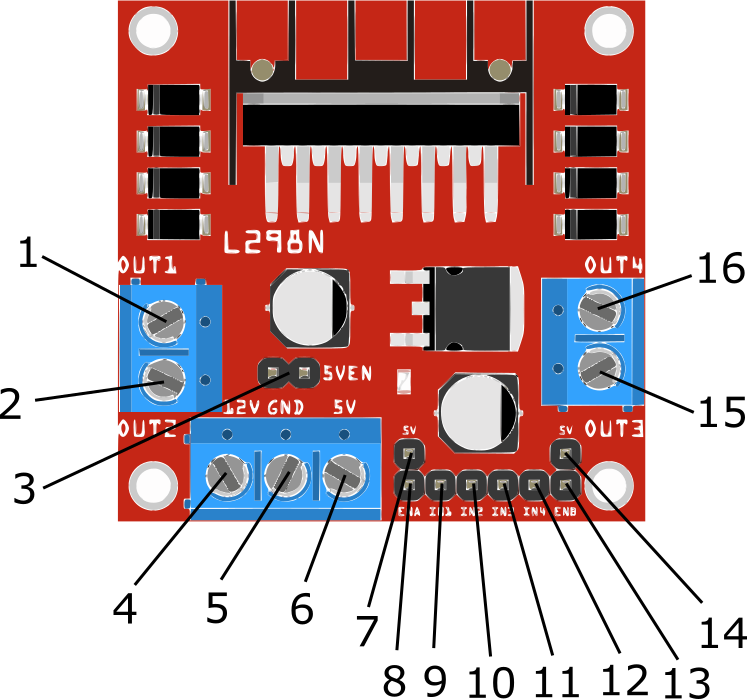 L298N
OUT1
OUT4
1
16
5VEN
2
12V GND 5V
15
OUT2
5V
5V
OUT3
3
ENA IN1 IN2 IN3 IN4 ENB
4
5
6
7
14
8
9
10
11
12
13